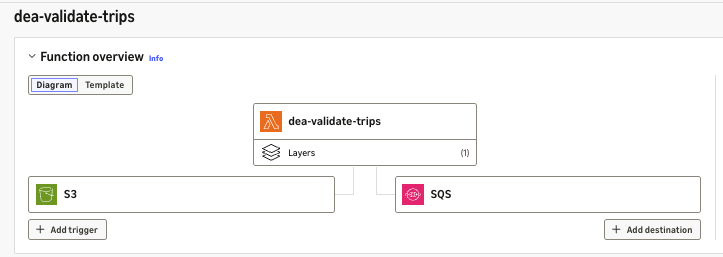 dea-validate-trips
Function overview Info
Diagram Template
dea-validate-trips
Layers (1)
S3
SQS
+ Add trigger
+ Add destination